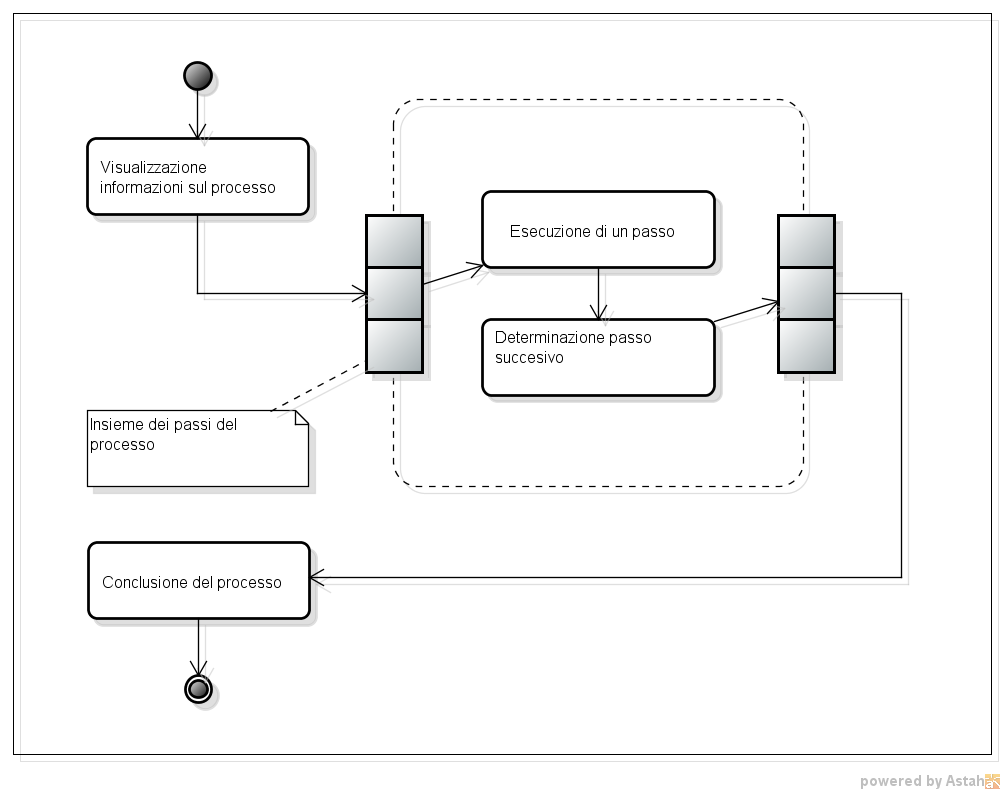 Visualizzazione
informazioni sul processo
Esecuzione di un passo
Determinazione passo
succesivo
Insieme dei passi del
processo
Conclusione del processo
powered by Astah